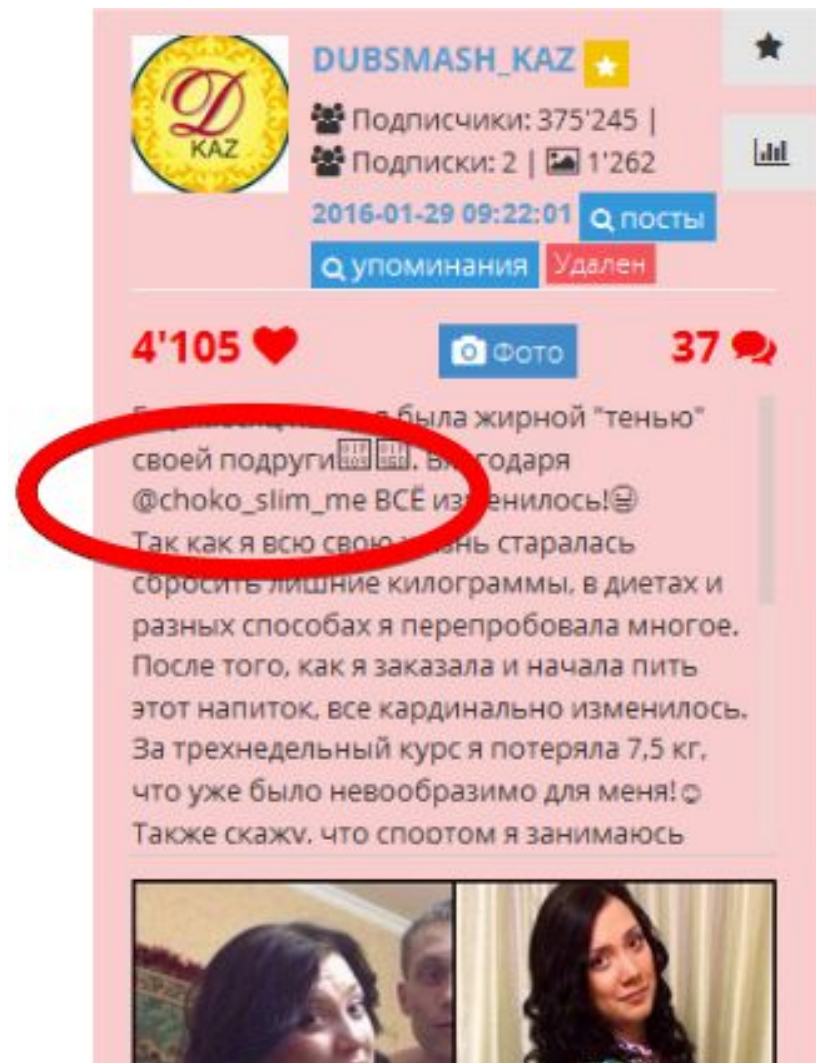 D
KAZ
DUBSMASH_KAZ
Подписчики: 375'245 |
Подписки: 2 | 1'262
2016-01-29 09:22:01 посты
упоминания Удален
4'105 Фото 37
была жирной "тенью"
своей подруги . Благодаря
@choko_slim_me ВСЁ изменилось!
Так как я всю свою жизнь старалась
сбросить лишние килограммы, в диетах и
разных способах я перепробовала многое.
После того, как я заказала и начала пить
этот напиток, все кардинально изменилось.
За трехнедельный курс я потеряла 7,5 кг,
что уже было невообразимо для меня!
Также скажу, что спортом я занимаюсь